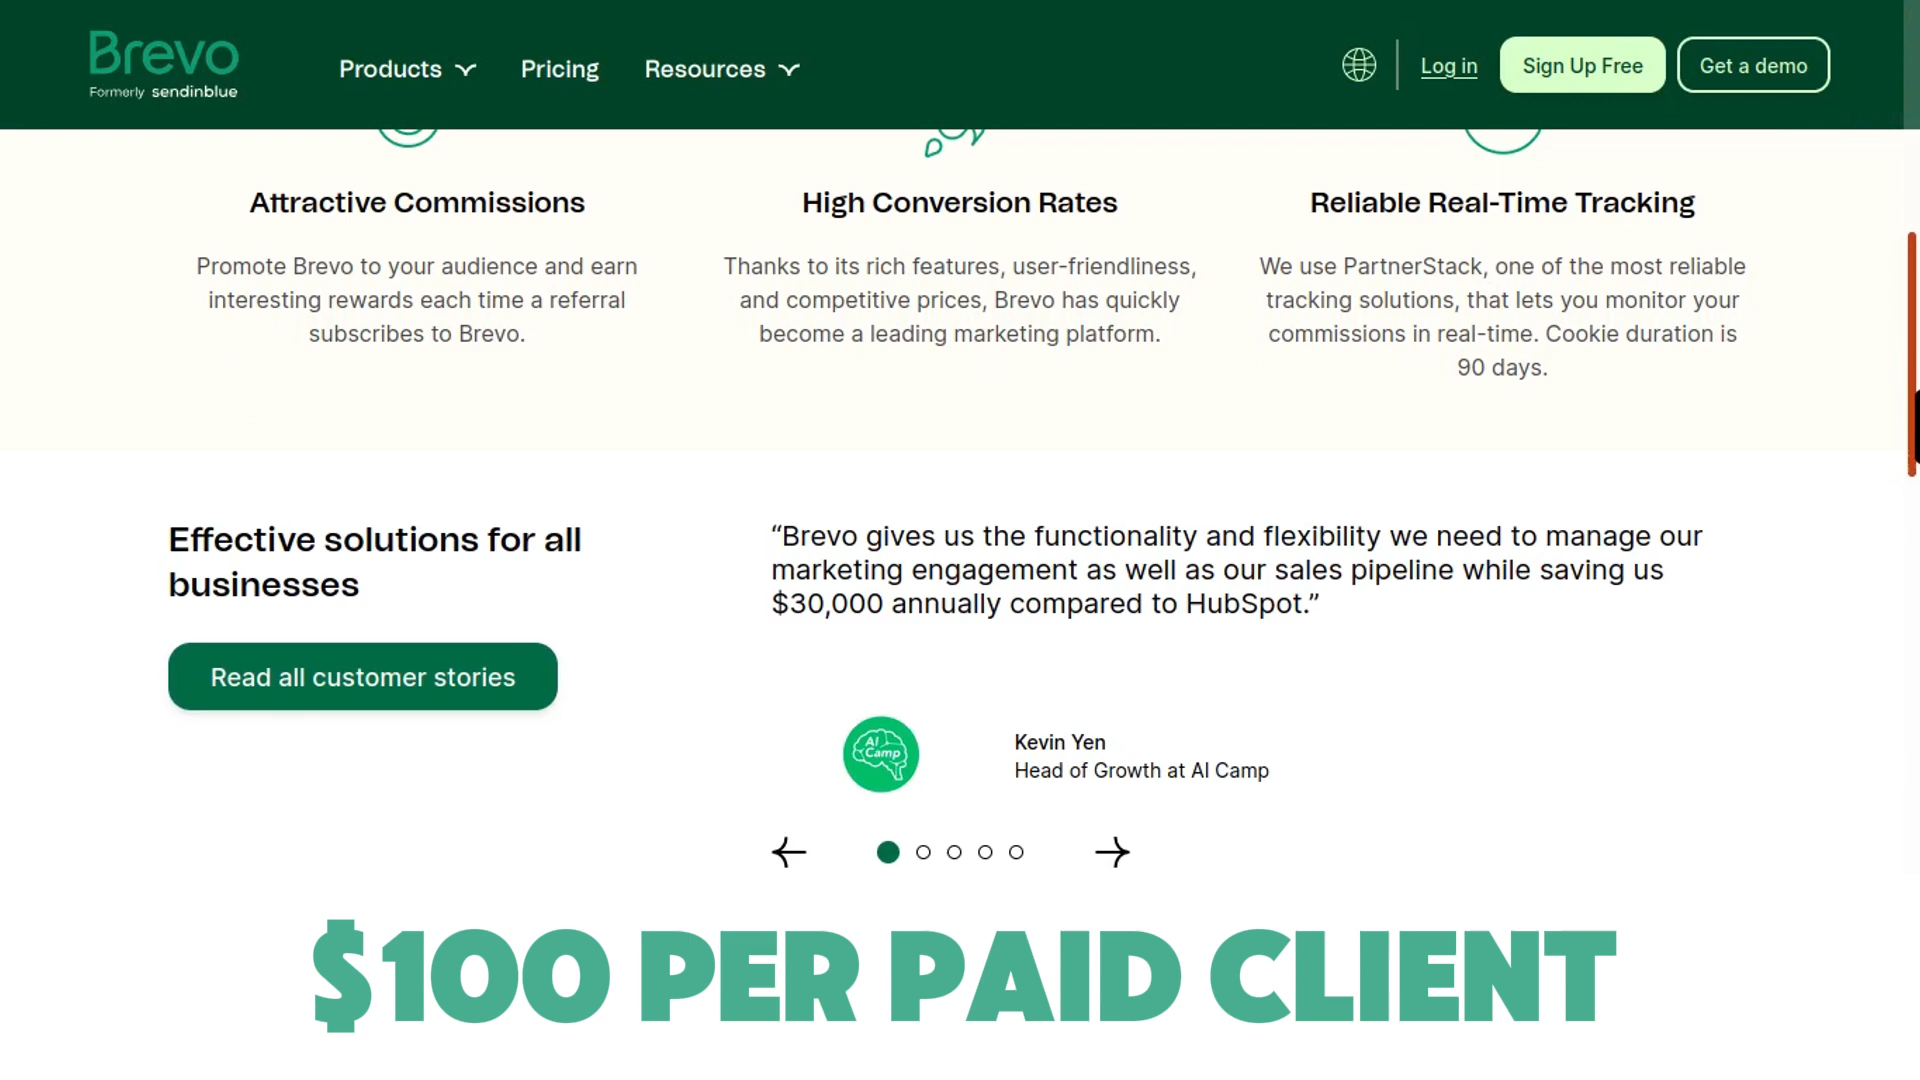 Brevo
Formerly sendinblue
Products
Pricing
Resources
Log in
Sign Up Free
Get a demo
Attractive Commissions
Promote Brevo to your audience and earn
interesting rewards each time a referral
subscribes to Brevo.
High Conversion Rates
Thanks to its rich features, user-friendliness,
and competitive prices, Brevo has quickly
become a leading marketing platform.
Reliable Real-Time Tracking
We use PartnerStack, one of the most reliable
tracking solutions, that lets you monitor your
commissions in real-time. Cookie duration is
90 days.
Effective solutions for all
businesses
Read all customer stories
“Brevo gives us the functionality and flexibility we need to manage our
marketing engagement as well as our sales pipeline while saving us
$30,000 annually compared to HubSpot.”
AI
Camp
Kevin Yen
Head of Growth at AI Camp
$100 PER PAID CLIENT